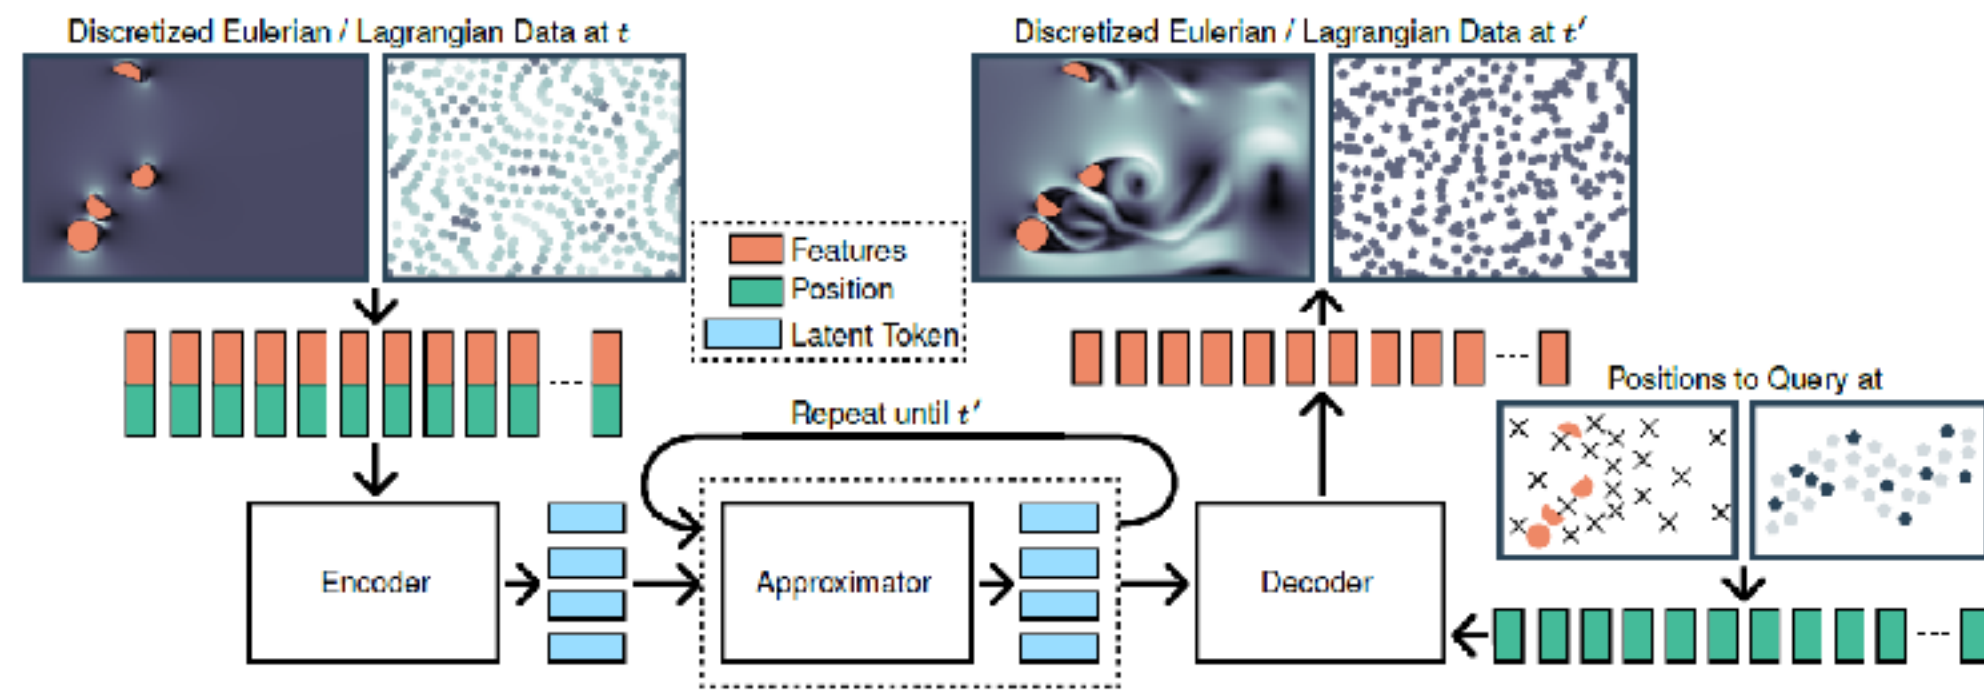 Discretized Eulerian / Lagrangian Data at t
Discretized Eulerian / Lagrangian Data at t′
Features
Position
Latent Token
Positions to Query at
Repeat until t′
Encoder
Approximator
Decoder